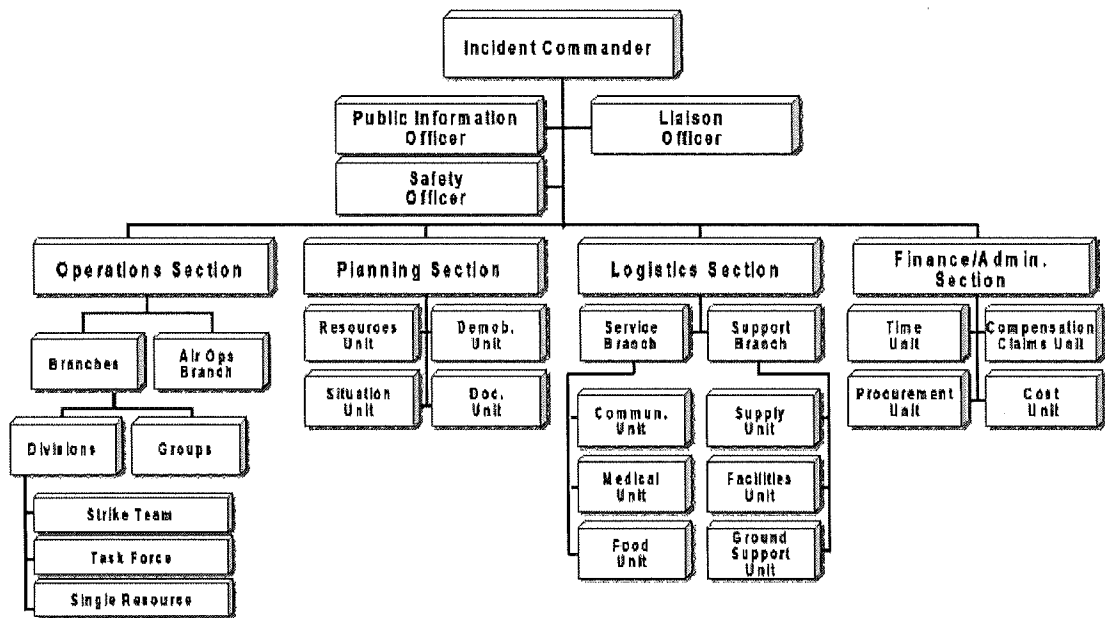 Incident Commander
Public Information
Officer
Liaison
Officer
Safety
Officer
Operations Section
Planning Section
Logistics Section
Finance/Admin.
Section
Branches
Air Ops
Branch
Resources
Unit
Demob.
Unit
Service
Branch
Support
Branch
Time
Unit
Compensation
Claims Unit
Situation
Unit
Doc.
Unit
Procurement
Unit
Cost
Unit
Divisions
Groups
Commun.
Unit
Supply
Unit
Medical
Unit
Facilities
Unit
Strike Team
Task Force
Single Resource
Food
Unit
Ground
Support
Unit